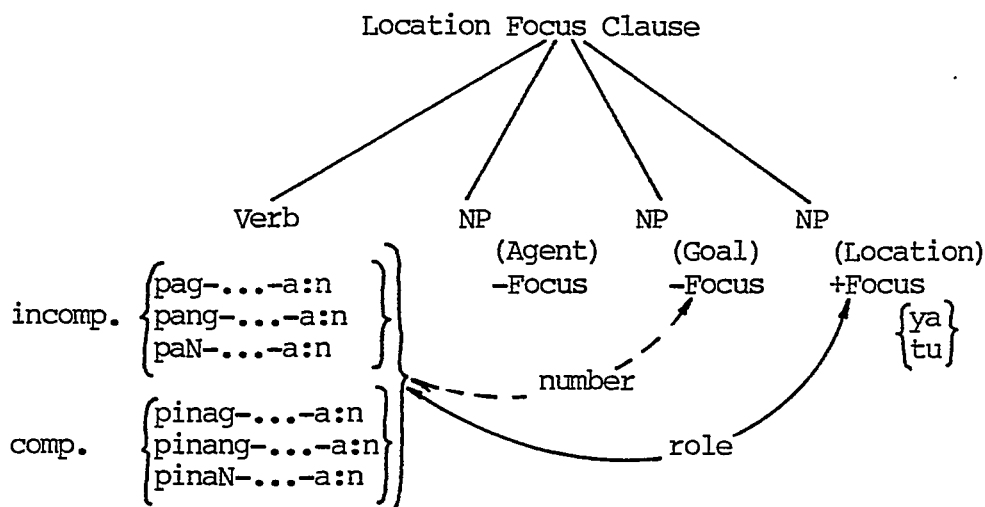 Location Focus Clause
Verb NP NP NP
(Agent) (Goal) (Location)
-Focus -Focus +Focus
incomp. pag-...-a:n
pang-...-a:n
paN-...-a:n
ya
tu
number
comp. pinag-...-a:n
pinang-...-a:n
pinaN-...-a:n
role